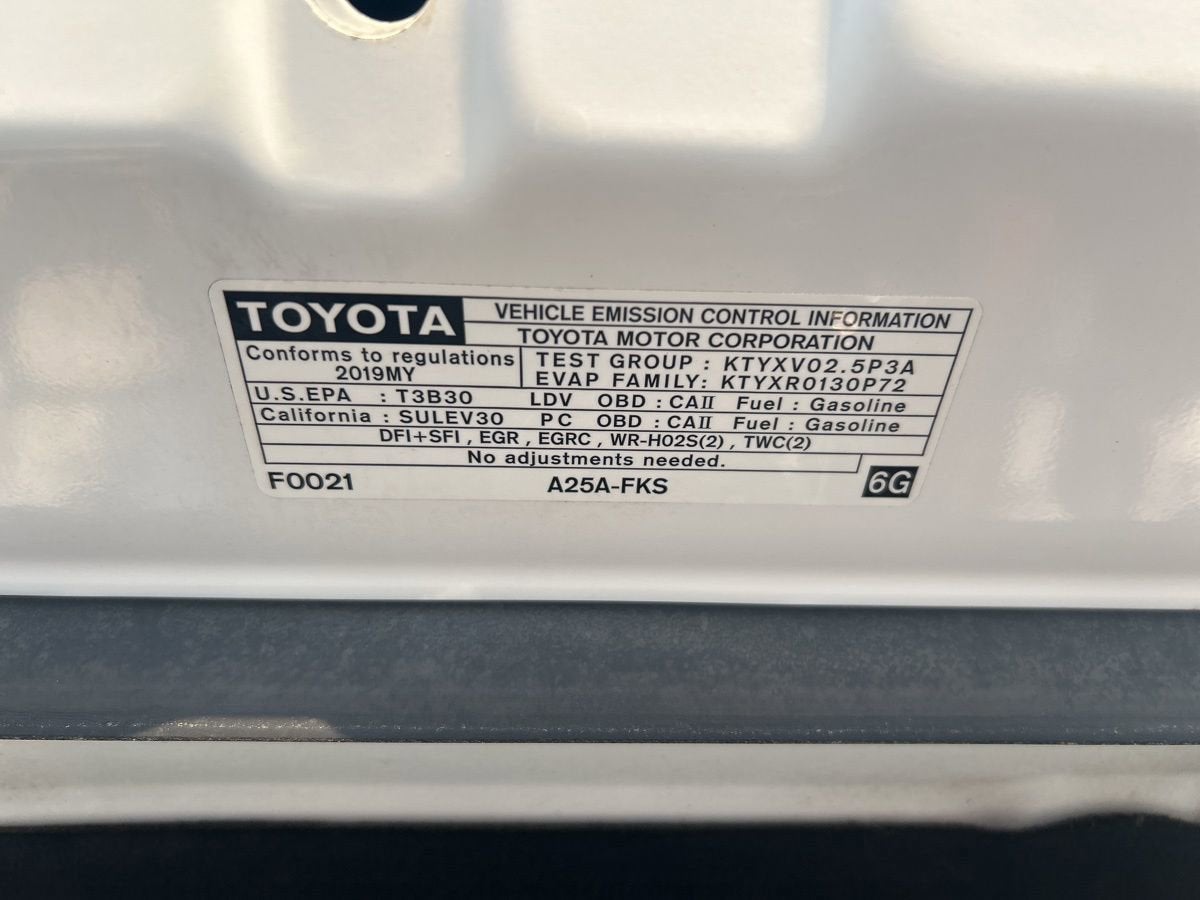 TOYOTA
VEHICLE EMISSION CONTROL INFORMATION
TOYOTA MOTOR CORPORATION
Conforms to regulations
2019MY
TEST GROUP : KTYXV02.5P3A
EVAP FAMILY: KTYXR0130P72
U.S.EPA : T3B30 LDV OBD : CAII Fuel : Gasoline
California : SULEV30 PC OBD : CAII Fuel : Gasoline
DFI+SFI , EGR , EGRC , WR-HO2S(2) , TWC(2)
No adjustments needed.
F0021 A25A-FKS 6G